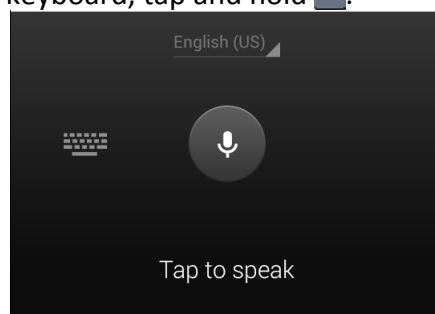 keyboard, tap and hold .
English (US)
Tap to speak